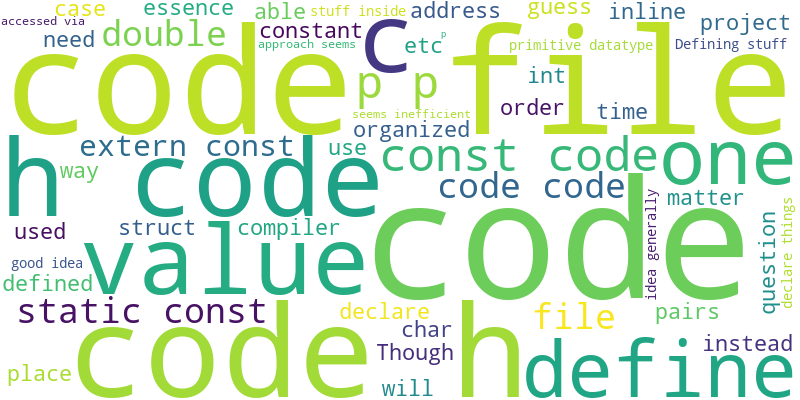 case essence able stuff inside address guess inline
accessed via constant project
need double c etc p primitive datatype Defining stuff
approach seems
code file
p p int
seems inefficient order time
organized
h code extern const use const code one
way code code matter
used struct compiler value code idea generally question declare things
good idea
defined
static const declare file pairs
code h char define instead
Though
place will